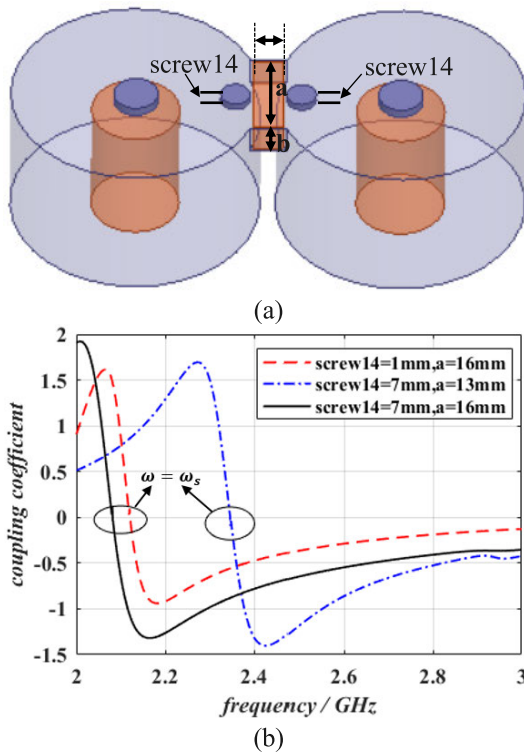 screw14
a
screw14
b
(a)
coupling coefficient
2
1.5
1
0.5
0
-0.5
-1
-1.5
screw14=1mm,a=16mm
screw14=7mm,a=13mm
screw14=7mm,a=16mm
ω = ωs
2
2.2
2.4
2.6
2.8
3
frequency / GHz
(b)